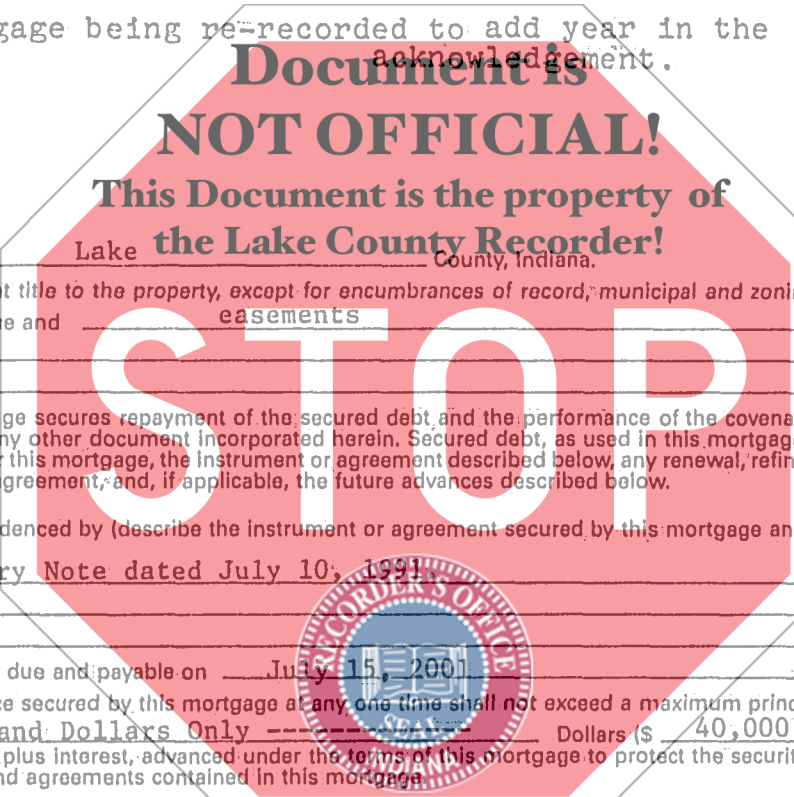 gage being re-recorded to add year in the
acknowledgement.
Document is
NOT OFFICIAL!
This Document is the property of
the Lake County Recorder!
Lake County, Indiana.
t title to the property, except for encumbrances of record, municipal and zoni
e and easements
STOP
ge secures repayment of the secured debt and the performance of the covena
ny other document incorporated herein. Secured debt, as used in this mortgag
this mortgage, the instrument or agreement described below, any renewal, refin
greement, and, if applicable, the future advances described below.
denced by (describe the instrument or agreement secured by this mortgage an
ry Note dated July 10, 1991.
RECORDER'S OFFICE
due and payable on July 15, 2001
e secured by this mortgage at any one time shall not exceed a maximum princ
and Dollars Only ---------------- Dollars ($ 40,000
SEAL
plus interest, advanced under the terms of this mortgage to protect the securit
INDIANA
nd agreements contained in this mortgage.